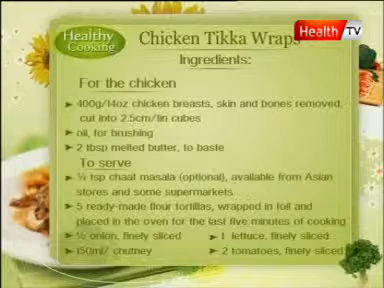 Healthy
Cooking
Chicken Tikka Wraps
Health TV
Ingredients:
For the chicken
400g/14oz chicken breasts, skin and bones removed,
cut into 2.5cm/1in cubes
oil, for brushing
2 tbsp melted butter, to baste
To serve
¼ tsp chaat masala (optional), available from Asian
stores and some supermarkets
5 ready-made flour tortillas, wrapped in foil and
placed in the oven for the last five minutes of cooking
½ onion, finely sliced
1 lettuce, finely sliced
150ml/ chutney
2 tomatoes, finely sliced